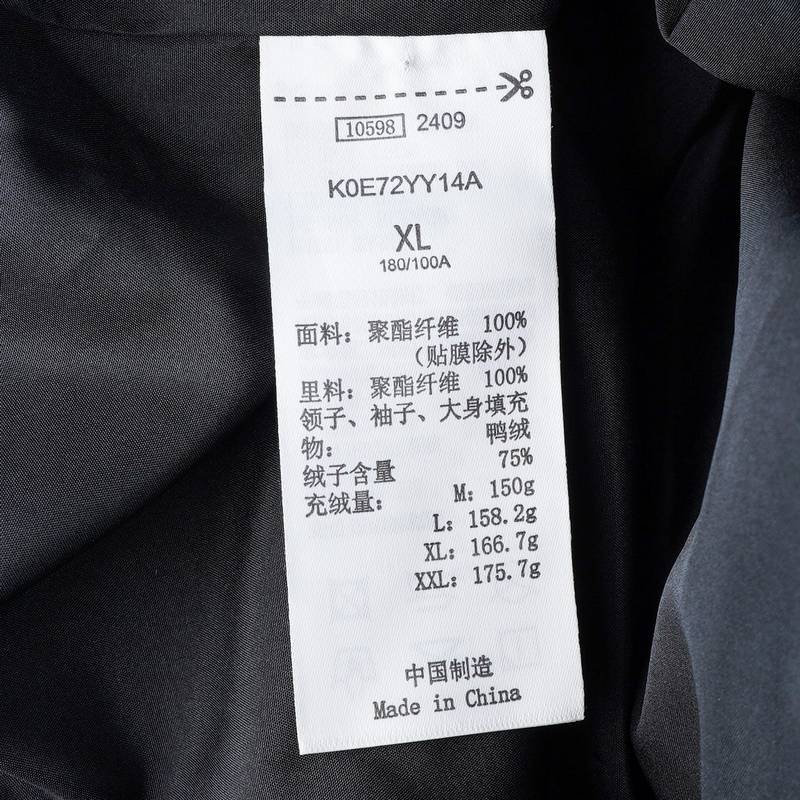 10598 2409
K0E72YY14A
XL
180/100A
面料：聚酯纤维 100%
（贴膜除外）
里料：聚酯纤维 100%
领子、袖子、大身填充
物： 鸭绒
绒子含量 75%
充绒量： M：150g
L：158.2g
XL：166.7g
XXL：175.7g
中国制造
Made in China